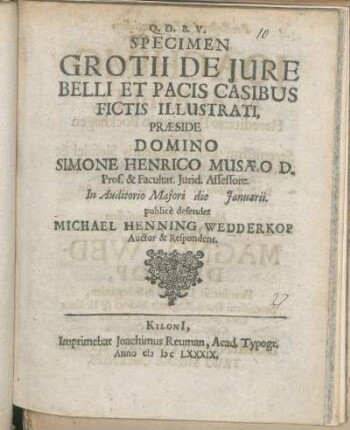 Q. D. B. V.
10
SPECIMEN
GROTII DE JURE
BELLI ET PACIS CASIBUS
FICTIS ILLUSTRATI,
PRÆSIDE
DOMINO
SIMONE HENRICO MUSÆO D.
Prof. & Facultat. Jurid. Assessore.
In Auditorio Majori die Januarii.
publicè defendet
MICHAEL HENNING WEDDERKOP.
Auctor & Respondens.
27
KILONI,
Imprimebat Joachimus Reuman, Acad. Typogr.
Anno CIↃ IↃC LXXXIX.